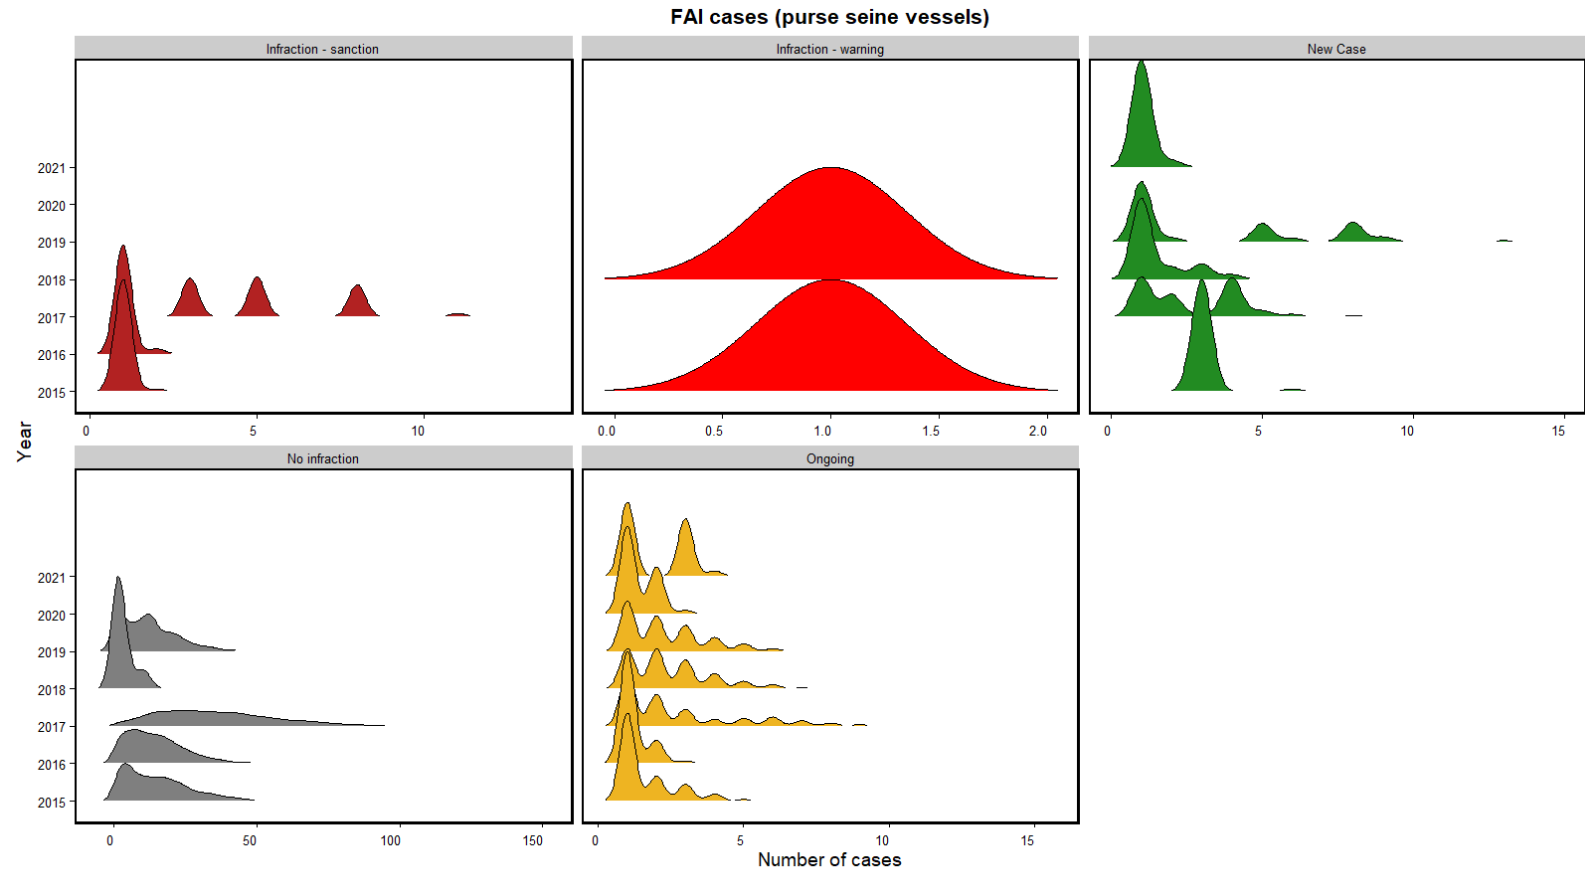 FAI cases (purse seine vessels)
Infraction - sanction
Infraction - warning
New Case
2021
2020
2019
2018
2017
2016
2015
0 5 10
0.0 0.5 1.0 1.5 2.0
0 5 10 15
Year
No infraction
Ongoing
2021
2020
2019
2018
2017
2016
2015
0 50 100 150
0 5 10 15
Number of cases